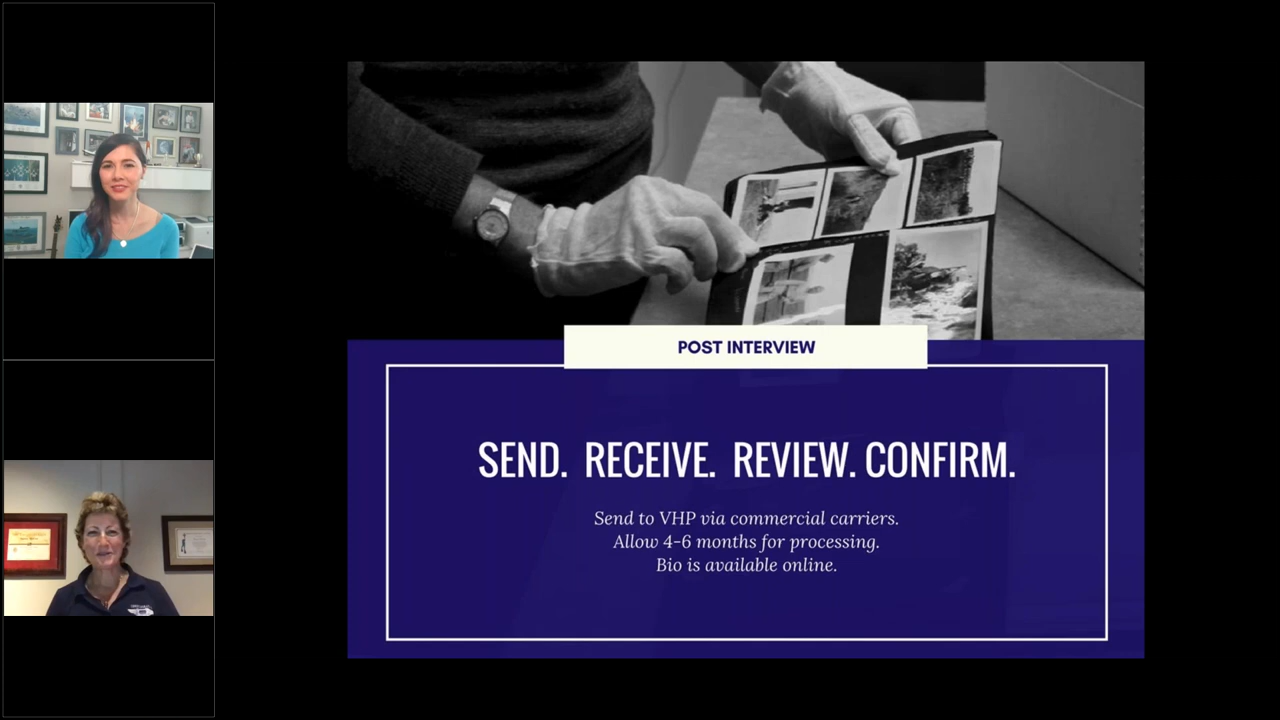 POST INTERVIEW
SEND. RECEIVE. REVIEW. CONFIRM.
Send to VHP via commercial carriers.
Allow 4-6 months for processing.
Bio is available online.